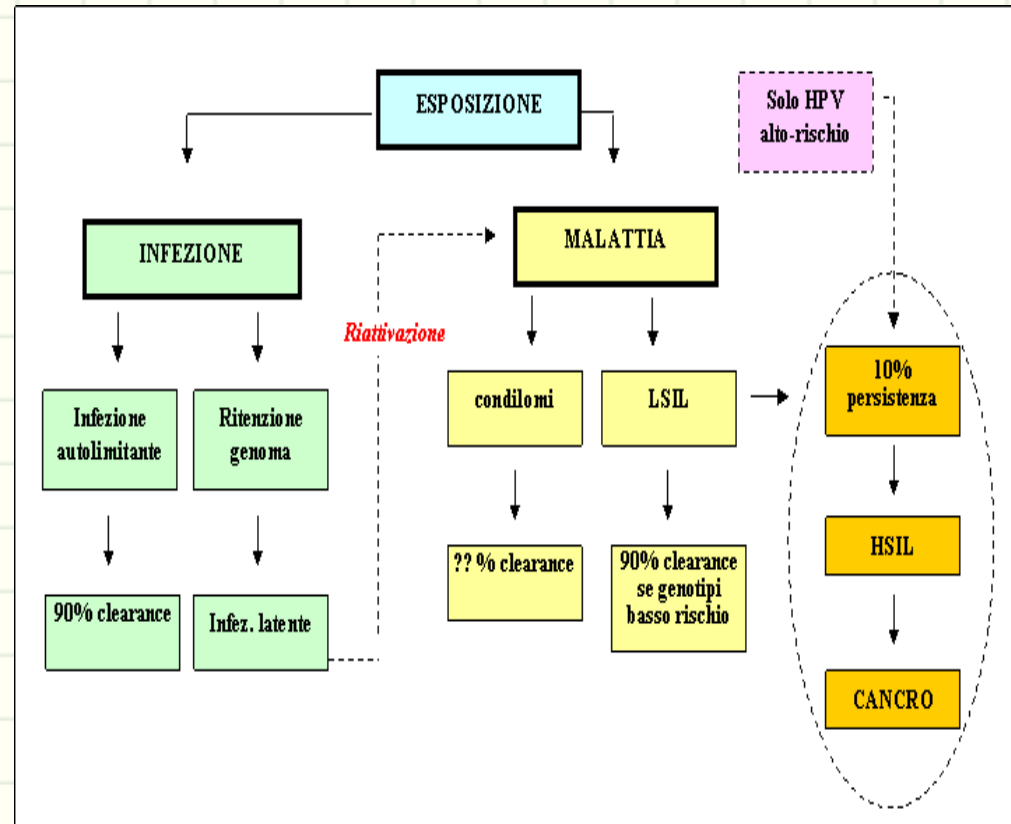 ESPOSIZIONE
Solo HPV
alto-rischio
INFEZIONE
MALATTIA
Riattivazione
Infezione
autolimitante
Ritenzione
genoma
condilomi
LSIL
10%
persistenza
90% clearance
Infez. latente
?? % clearance
90% clearance
se genotipi
basso rischio
HSIL
CANCRO